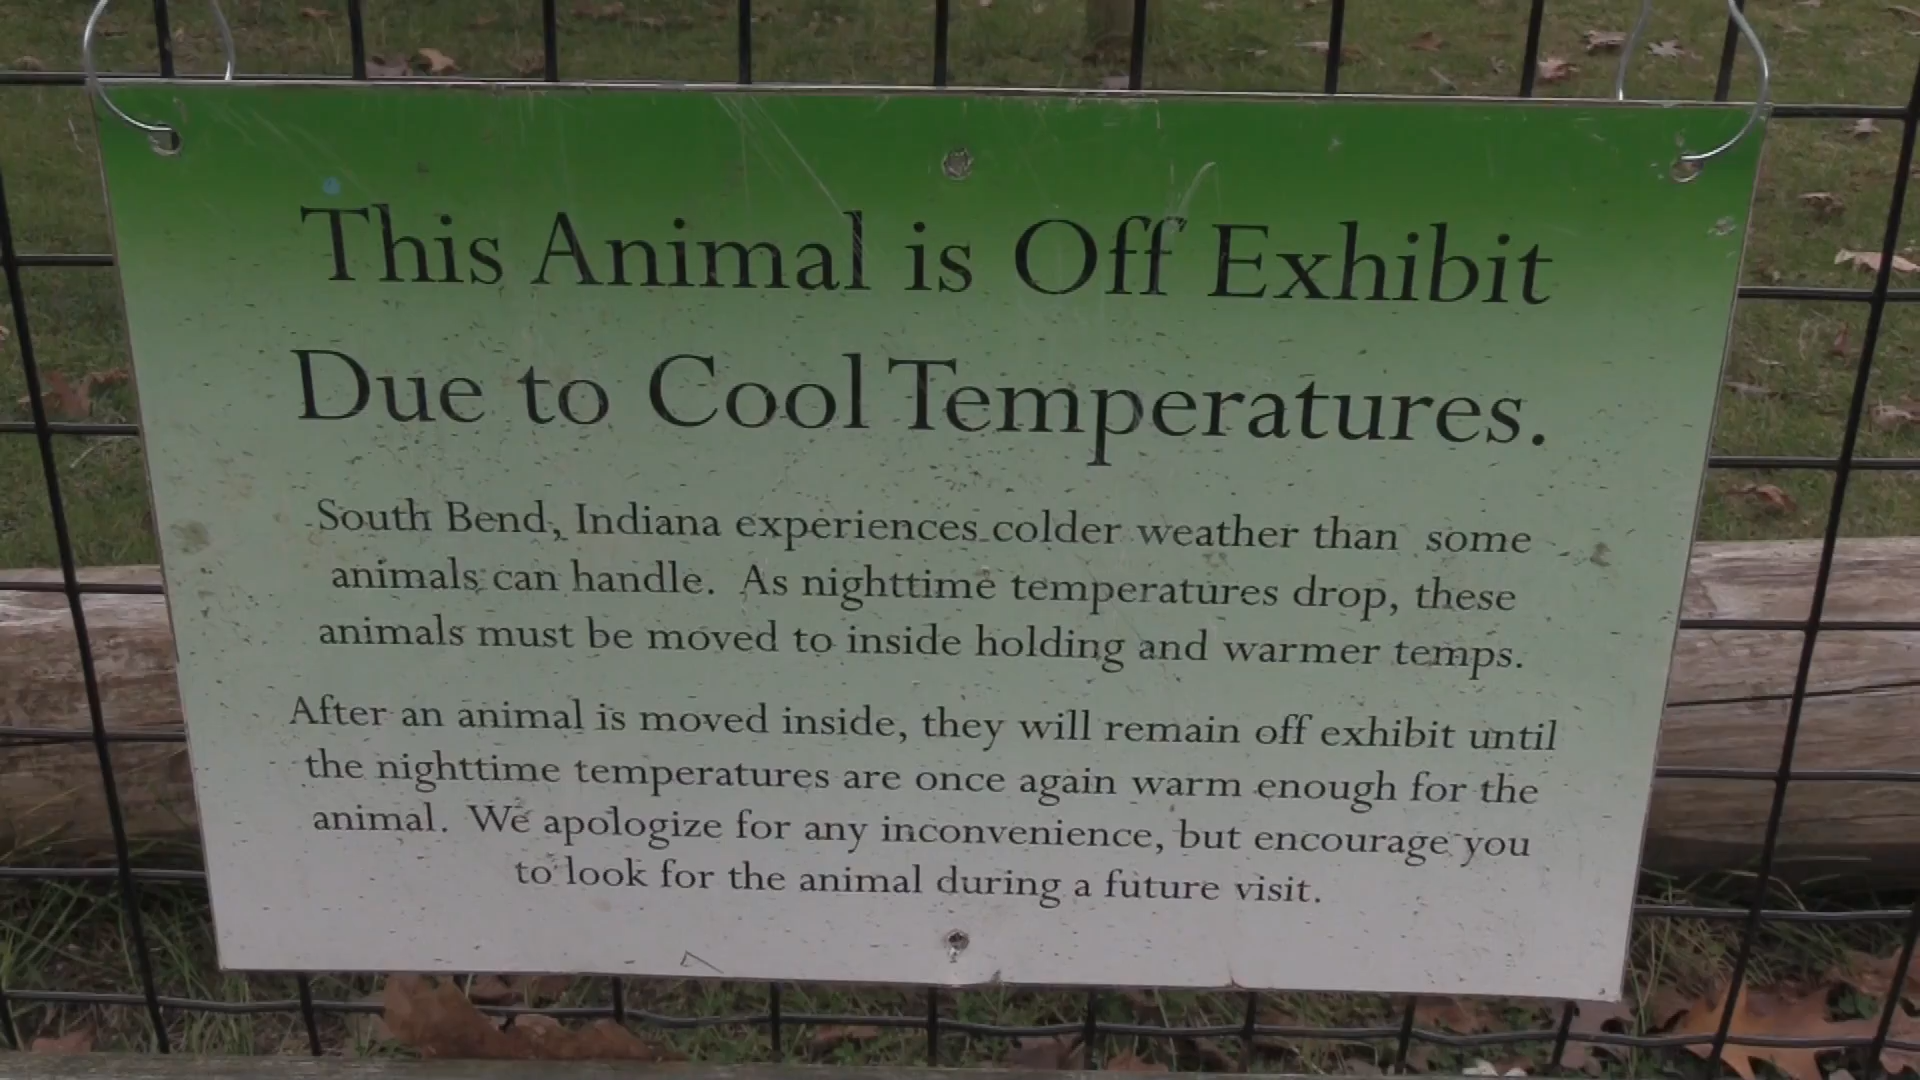 This Animal is Off Exhibit
Due to Cool Temperatures.
South Bend, Indiana experiences colder weather than some
animals can handle. As nighttime temperatures drop, these
animals must be moved to inside holding and warmer temps.
After an animal is moved inside, they will remain off exhibit until
the nighttime temperatures are once again warm enough for the
animal. We apologize for any inconvenience, but encourage you
to look for the animal during a future visit.